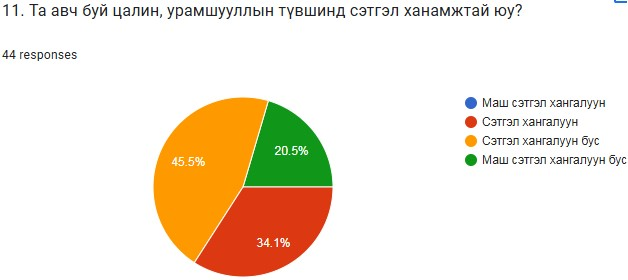 11. Та авч буй цалин, урамшууллын түвшинд сэтгэл ханамжтай юу?
44 responses
Маш сэтгэл хангалуун
Сэтгэл хангалуун
Сэтгэл хангалуун бус
Маш сэтгэл хангалуун бус
45.5%
20.5%
34.1%